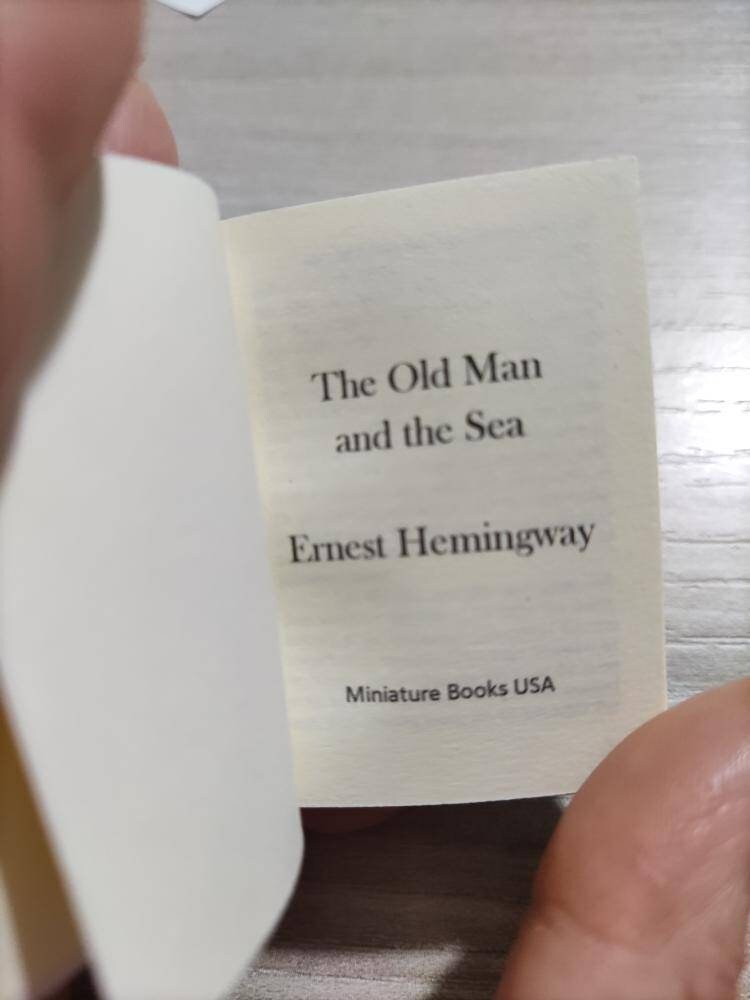 The Old Man
and the Sea
Ernest Hemingway
Miniature Books USA